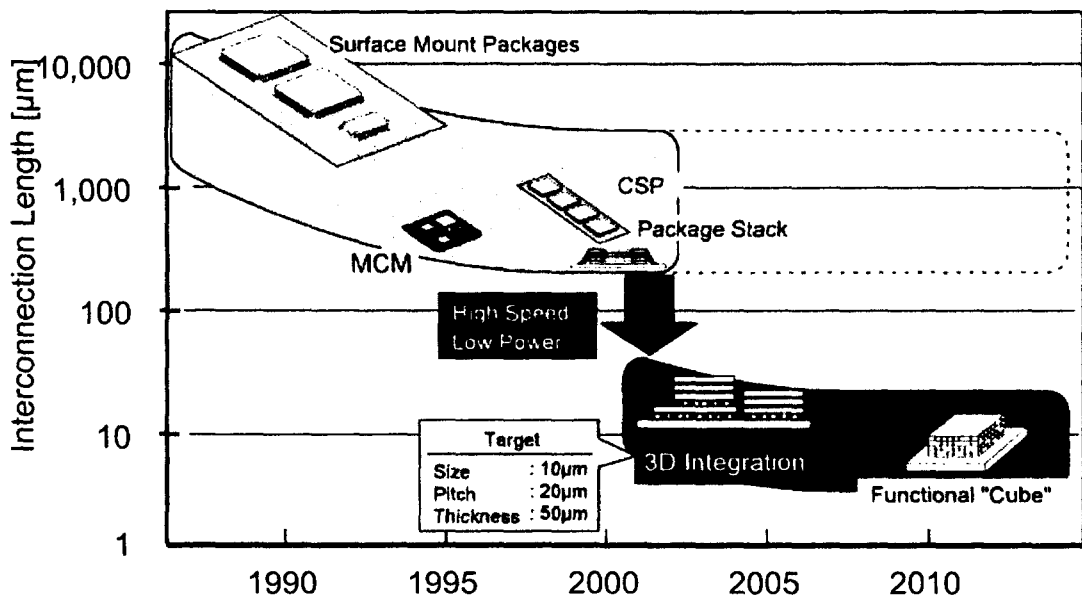 Interconnection Length [µm]
10,000
1,000
100
10
1
Surface Mount Packages
MCM
CSP
Package Stack
High Speed
Low Power
Target
Size : 10µm
Pitch : 20µm
Thickness : 50µm
3D Integration
Functional "Cube"
1990 1995 2000 2005 2010